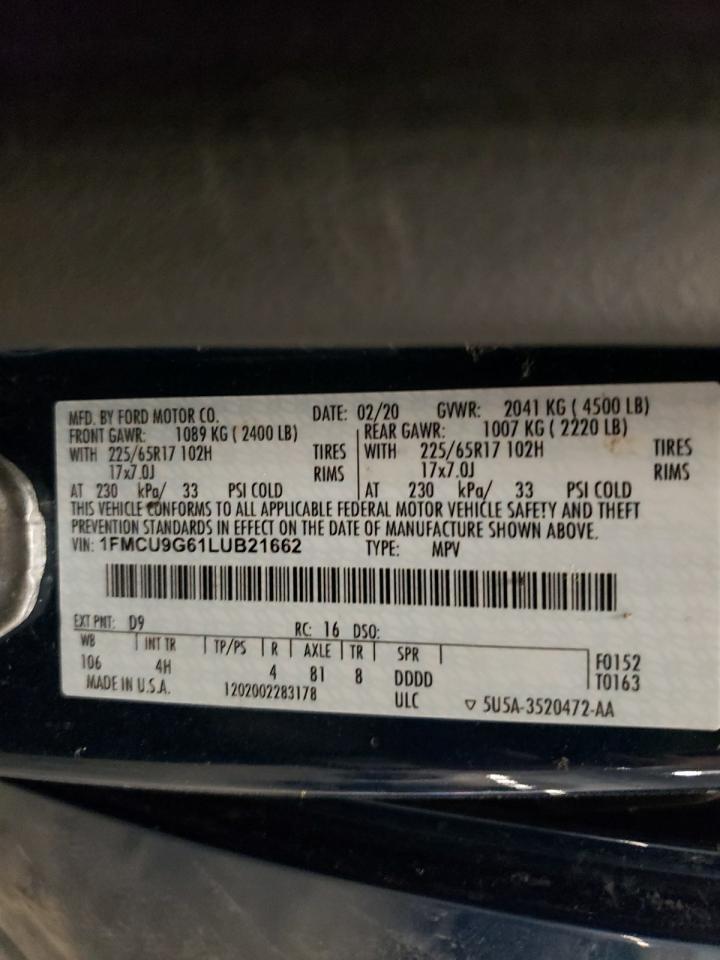 MFD. BY FORD MOTOR CO. DATE: 02/20 GVWR: 2041 KG ( 4500 LB)
FRONT GAWR: 1089 KG ( 2400 LB) REAR GAWR: 1007 KG ( 2220 LB)
WITH 225/65R17 102H TIRES WITH 225/65R17 102H TIRES
17x7.0J RIMS 17x7.0J RIMS
AT 230 kPa/ 33 PSI COLD AT 230 kPa/ 33 PSI COLD
THIS VEHICLE CONFORMS TO ALL APPLICABLE FEDERAL MOTOR VEHICLE SAFETY AND THEFT
PREVENTION STANDARDS IN EFFECT ON THE DATE OF MANUFACTURE SHOWN ABOVE.
VIN: 1FMCU9G61LUB21662 TYPE: MPV
EXT PNT: D9 RC: 16 DSO:
WB INT TR TP/PS R AXLE TR SPR F0152
106 4H 4 81 8 DDDD T0163
MADE IN U.S.A. 1202002283178 ULC ▽ 5U5A-3520472-AA